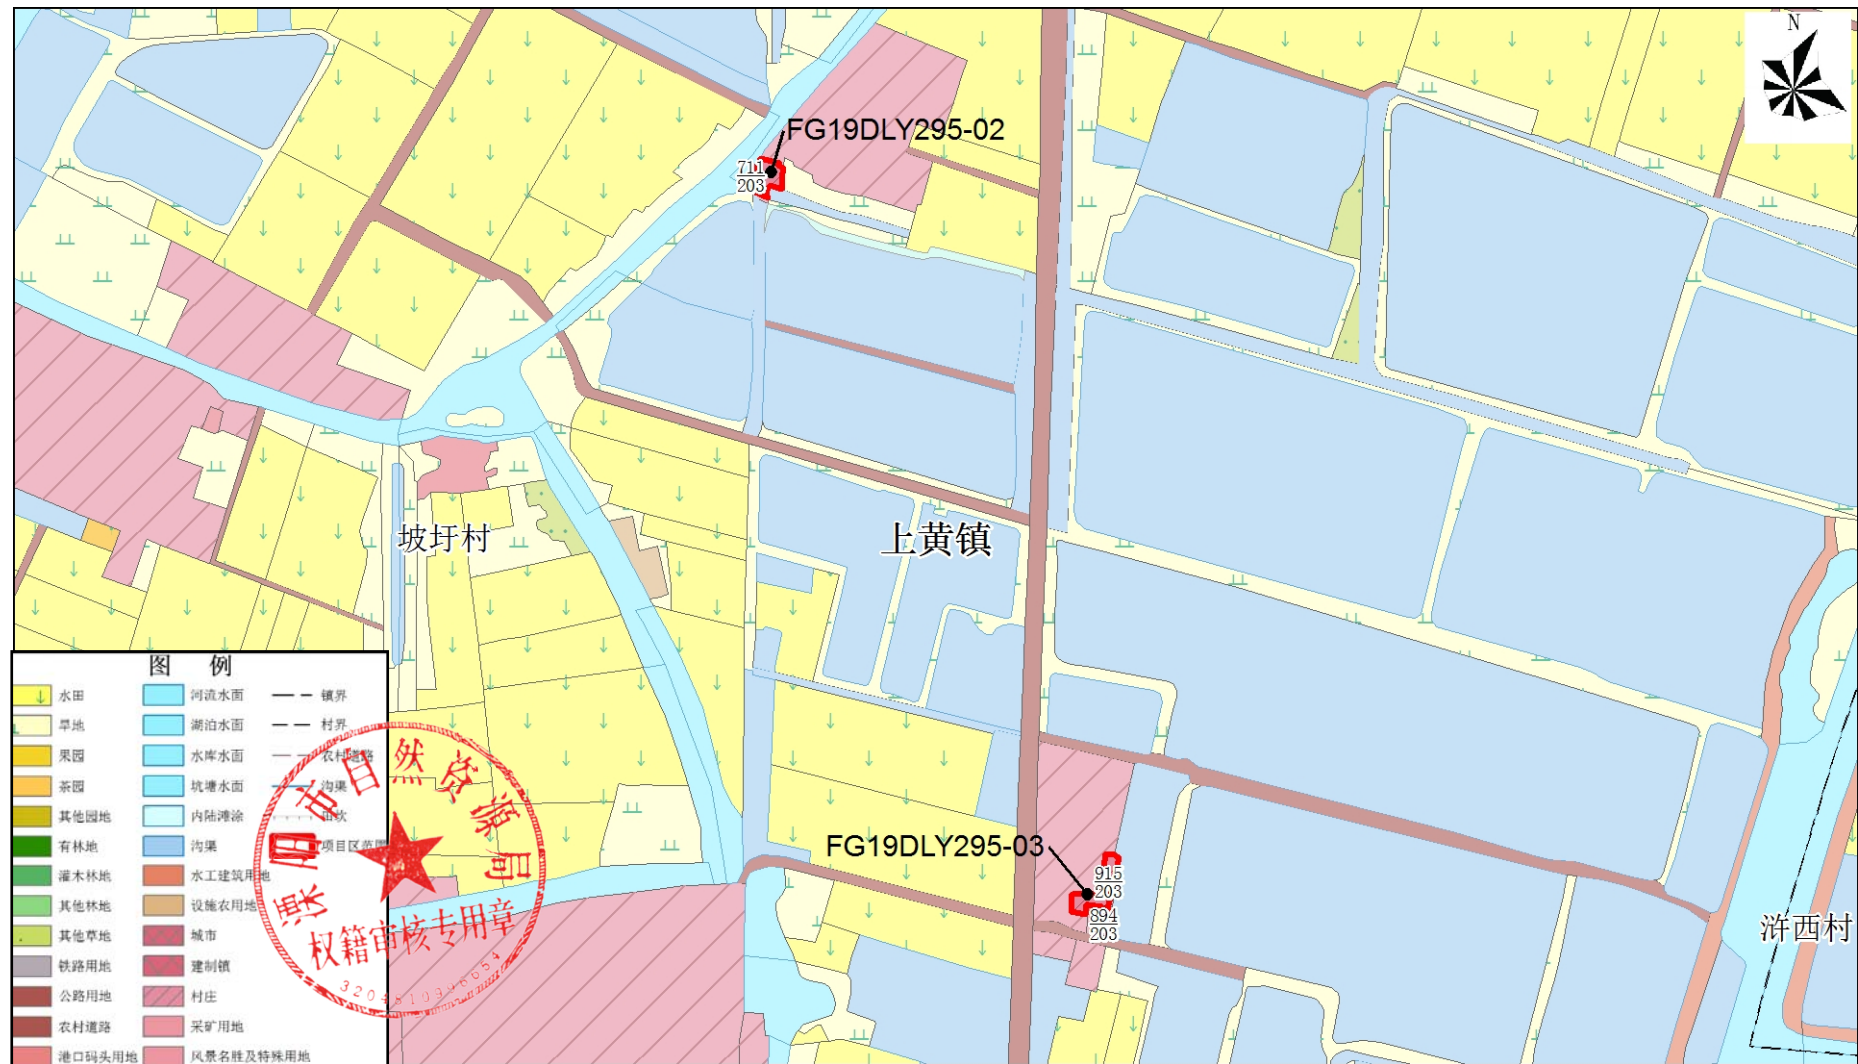 N
FG19DLY295-02
711
203
坡圩村
上黄镇
FG19DLY295-03
915
203
894
203
浒西村
图 例
水田 河流水面 镇界
旱地 湖泊水面 村界
果园 水库水面 农村道路
茶园 坑塘水面 沟渠
其他园地 内陆滩涂 田坎
有林地 沟渠 项目区范围
灌木林地 水工建筑用地
其他林地 设施农用地
其他草地 城市
铁路用地 建制镇
公路用地 村庄
农村道路 采矿用地
港口码头用地 风景名胜及特殊用地
溧阳市自然资源局
权籍审核专用章